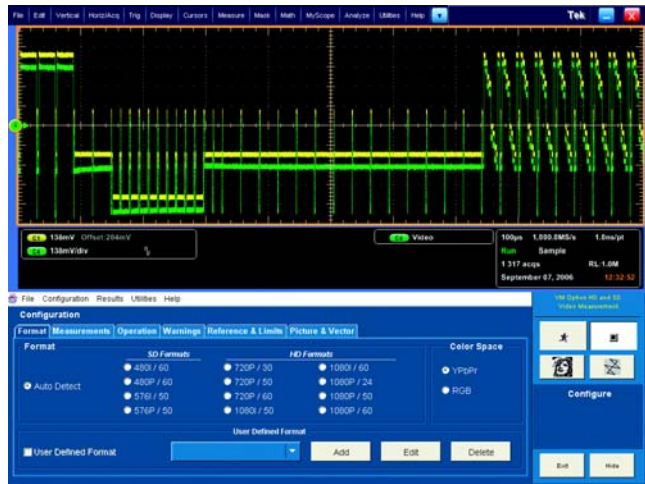 File Edit Vertical Horiz/Acq Trig Display Cursors Measure Mask Math MyScope Analyze Utilities Help Tek
C1 138mV Offset:204mV
C4 138mV/div
C4 Video
100µs 1,000.0MS/s 1.0ns/pt
Run Sample
1 317 acqs RL:1.0M
September 07, 2006 12:32:52
File Configuration Results Utilities Help
VM Option HD and SD
Video Measurement
Configuration
Format Measurements Operation Warnings Reference & Limits Picture & Vector
Format
SD Formats HD Formats
Color Space
Auto Detect
480I / 60 720P / 30 1080I / 60
480P / 60 720P / 50 1080P / 24
576I / 50 720P / 60 1080P / 50
576P / 50 1080I / 50 1080P / 60
YPbPr
RGB
Configure
User Defined Format
User Defined Format Add Edit Delete
Exit Hide